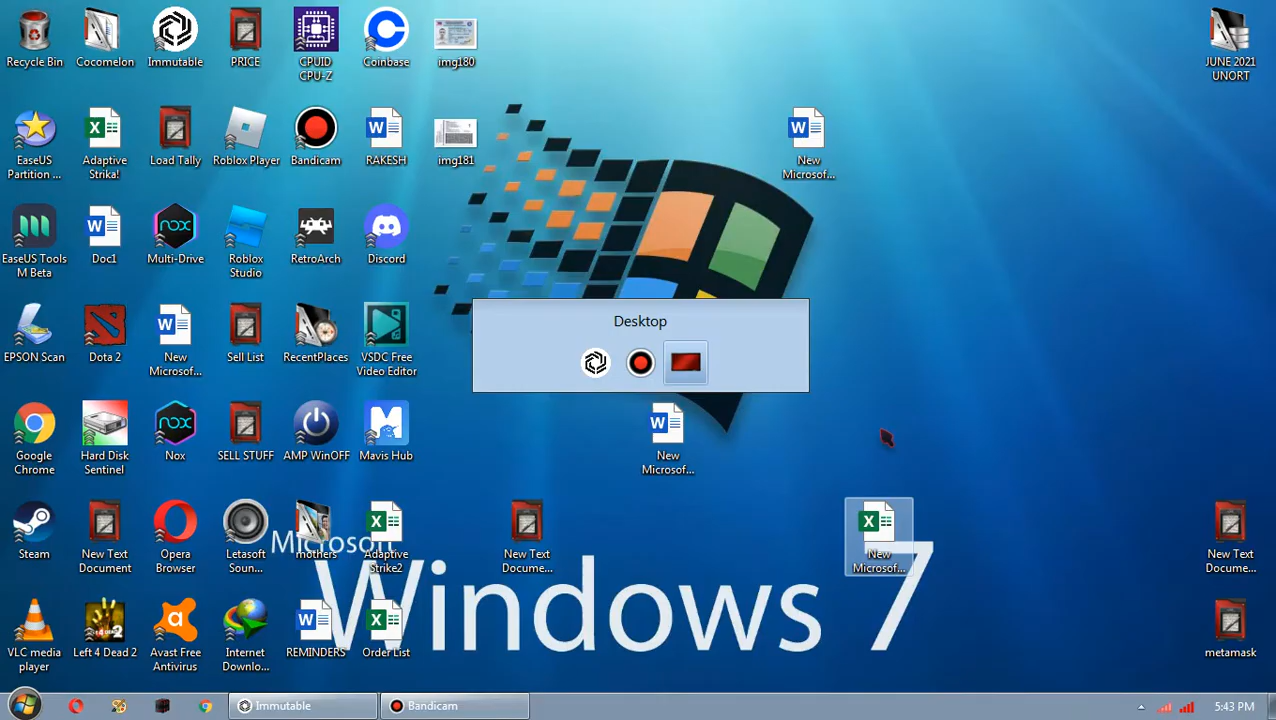 Recycle Bin
Cocomelon
Immutable
PRICE
CPUID
CPU-Z
Coinbase
img180
JUNE 2021
UNORT
EaseUS
Partition ...
Adaptive
Strika!
Load Tally
Roblox Player
Bandicam
RAKESH
img181
New
Microsof...
EaseUS Tools
M Beta
Doc1
Multi-Drive
Roblox
Studio
RetroArch
Discord
EPSON Scan
Dota 2
New
Microsof...
Sell List
RecentPlaces
VSDC Free
Video Editor
Desktop
Google
Chrome
Hard Disk
Sentinel
Nox
SELL STUFF
AMP WinOFF
Mavis Hub
New
Microsof...
Steam
New Text
Document
Opera
Browser
Letasoft
Soun...
mothers
Adaptive
Strike2
New Text
Docume...
New
Microsof...
New Text
Docume...
Microsoft
Windows 7
VLC media
player
Left 4 Dead 2
Avast Free
Antivirus
Internet
Downlo...
REMINDERS
Order List
metamask
Immutable
Bandicam
5:43 PM